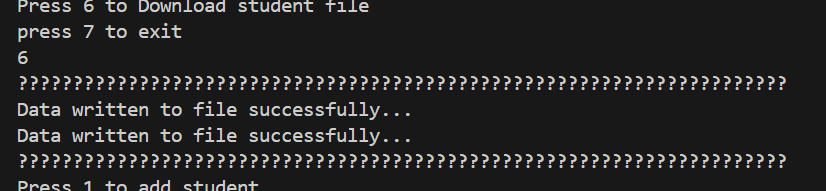 Press 6 to Download student file
press 7 to exit
6
??????????????????????????????????????????????????????????????????????
Data written to file successfully...
Data written to file successfully...
??????????????????????????????????????????????????????????????????????
Press 1 to add student